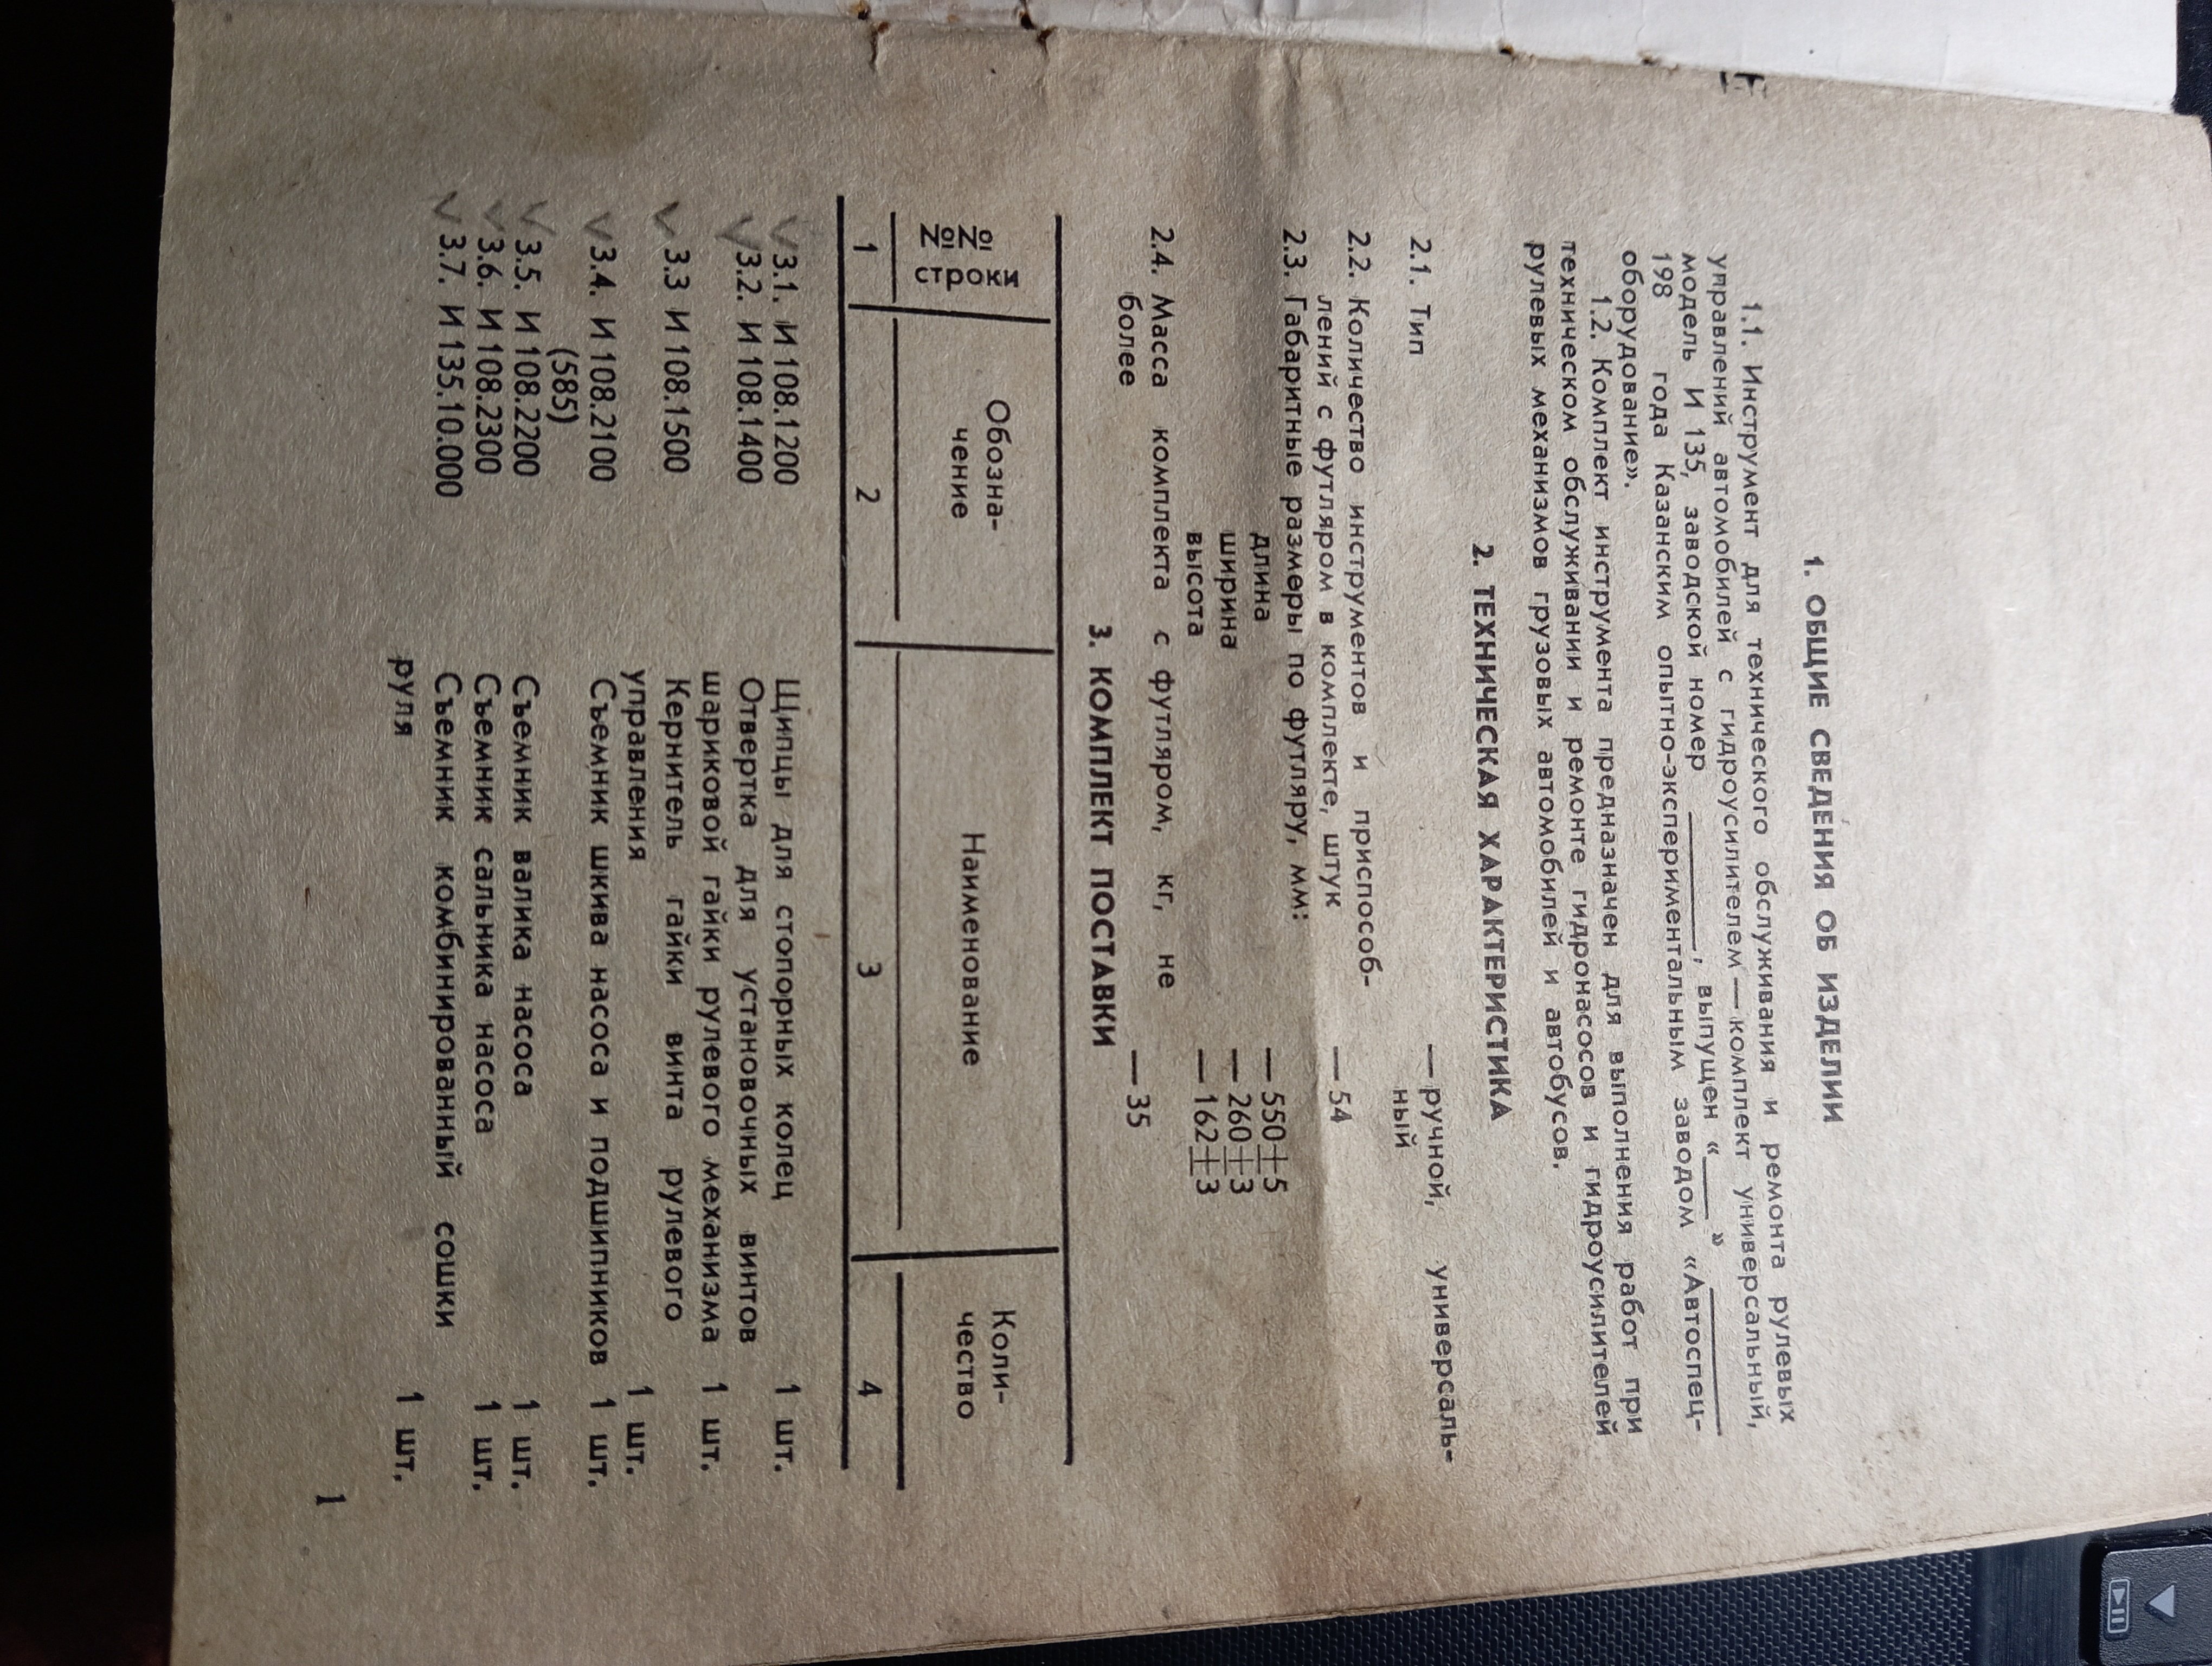 1. ОБЩИЕ СВЕДЕНИЯ ОБ ИЗДЕЛИИ
1.1. Инструмент для технического обслуживания и ремонта рулевых
управлений автомобилей с гидроусилителем — комплект универсальный,
модель И 135, заводской номер ________, выпущен «____» ________
198 года Казанским опытно-экспериментальным заводом «Автоспец-
оборудование».
1.2. Комплект инструмента предназначен для выполнения работ при
техническом обслуживании и ремонте гидронасосов и гидроусилителей
рулевых механизмов грузовых автомобилей и автобусов.
2. ТЕХНИЧЕСКАЯ ХАРАКТЕРИСТИКА
2.1. Тип — ручной, универсаль-
ный
2.2. Количество инструментов и приспособ-
лений с футляром в комплекте, штук — 54
2.3. Габаритные размеры по футляру, мм:
длина — 550±5
ширина — 260±3
высота — 162±3
2.4. Масса комплекта с футляром, кг, не
более — 35
3. КОМПЛЕКТ ПОСТАВКИ
№№ строк Обозна-чение Наименование Коли-чество
1 2 3 4
✓3.1. И 108.1200 Щипцы для стопорных колец 1 шт.
✓3.2. И 108.1400 Отвертка для установочных винтов
шариковой гайки рулевого механизма 1 шт.
✓3.3 И 108.1500 Кернитель гайки винта рулевого
управления 1 шт.
✓3.4. И 108.2100 Съемник шкива насоса и подшипников 1 шт.
(585)
✓3.5. И 108.2200 Съемник валика насоса 1 шт.
✓3.6. И 108.2300 Съемник сальника насоса 1 шт.
✓3.7. И 135.10.000 Съемник комбинированный сошки
руля 1 шт.
1